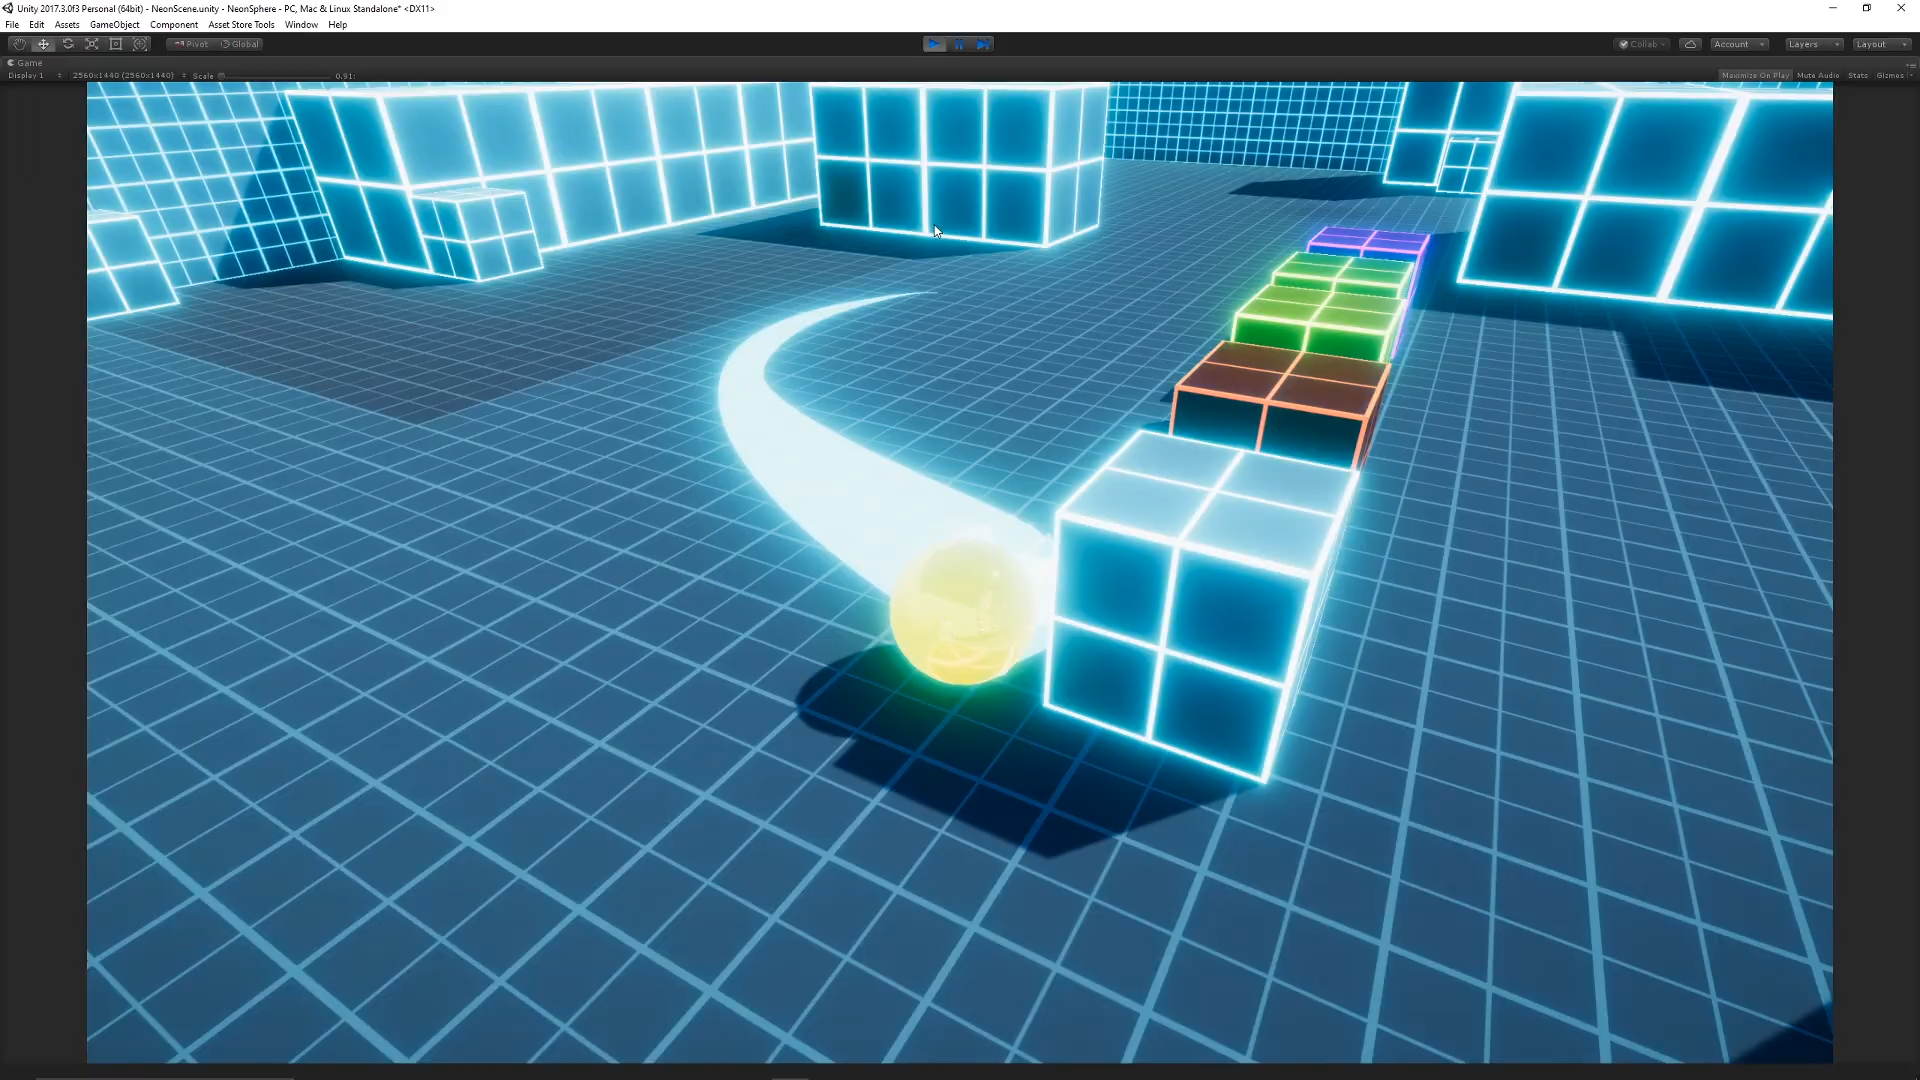 Unity 2017.3.0f3 Personal (64bit) - NeonScene.unity - NeonSphere - PC, Mac & Linux Standalone* <DX11>
File Edit Assets GameObject Component Asset Store Tools Window Help
Pivot Global Collab Account Layers Layout
Game
Display 1 2560x1440 (2560x1440) Scale 0.91: Maximize On Play Mute Audio Stats Gizmos